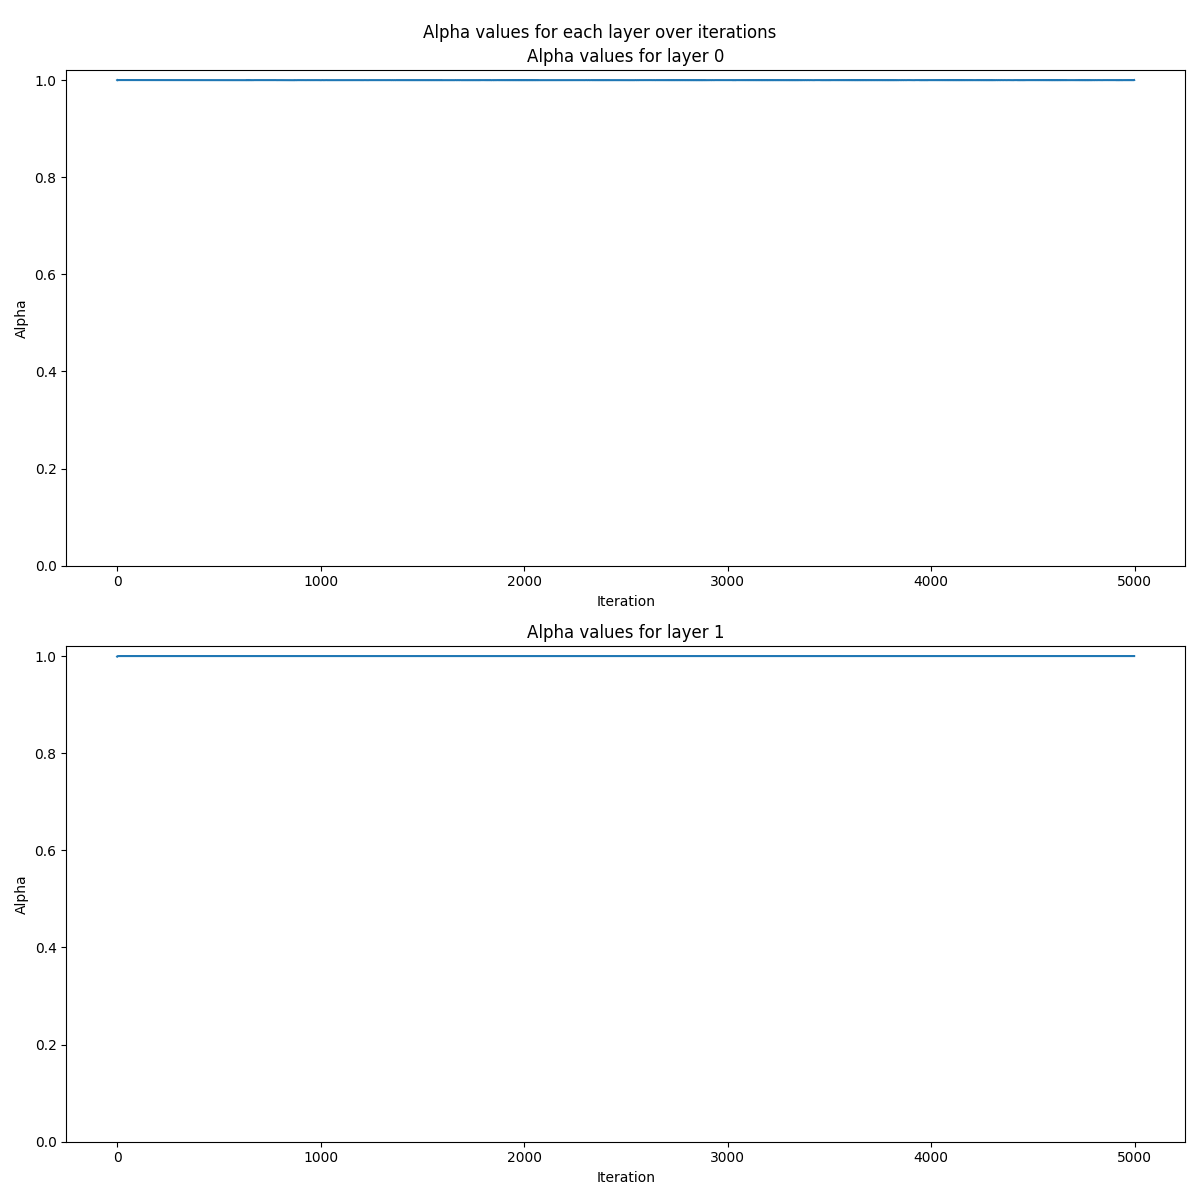 Alpha values for each layer over iterations
Alpha values for layer 0
1.0
0.8
0.6
0.4
0.2
0.0
Alpha
0 1000 2000 3000 4000 5000
Iteration
Alpha values for layer 1
1.0
0.8
0.6
0.4
0.2
0.0
Alpha
0 1000 2000 3000 4000 5000
Iteration